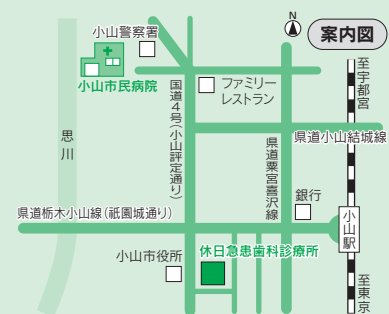 N
案内図
小山警察署
小山市民病院
ファミリー
レストラン
至宇都宮
国道4号(小山評定通り)
思川
県道小山結城線
県道粟宮喜沢線
県道栃木小山線(祇園城通り)
銀行
小山駅
小山市役所
休日急患歯科診療所
至東京